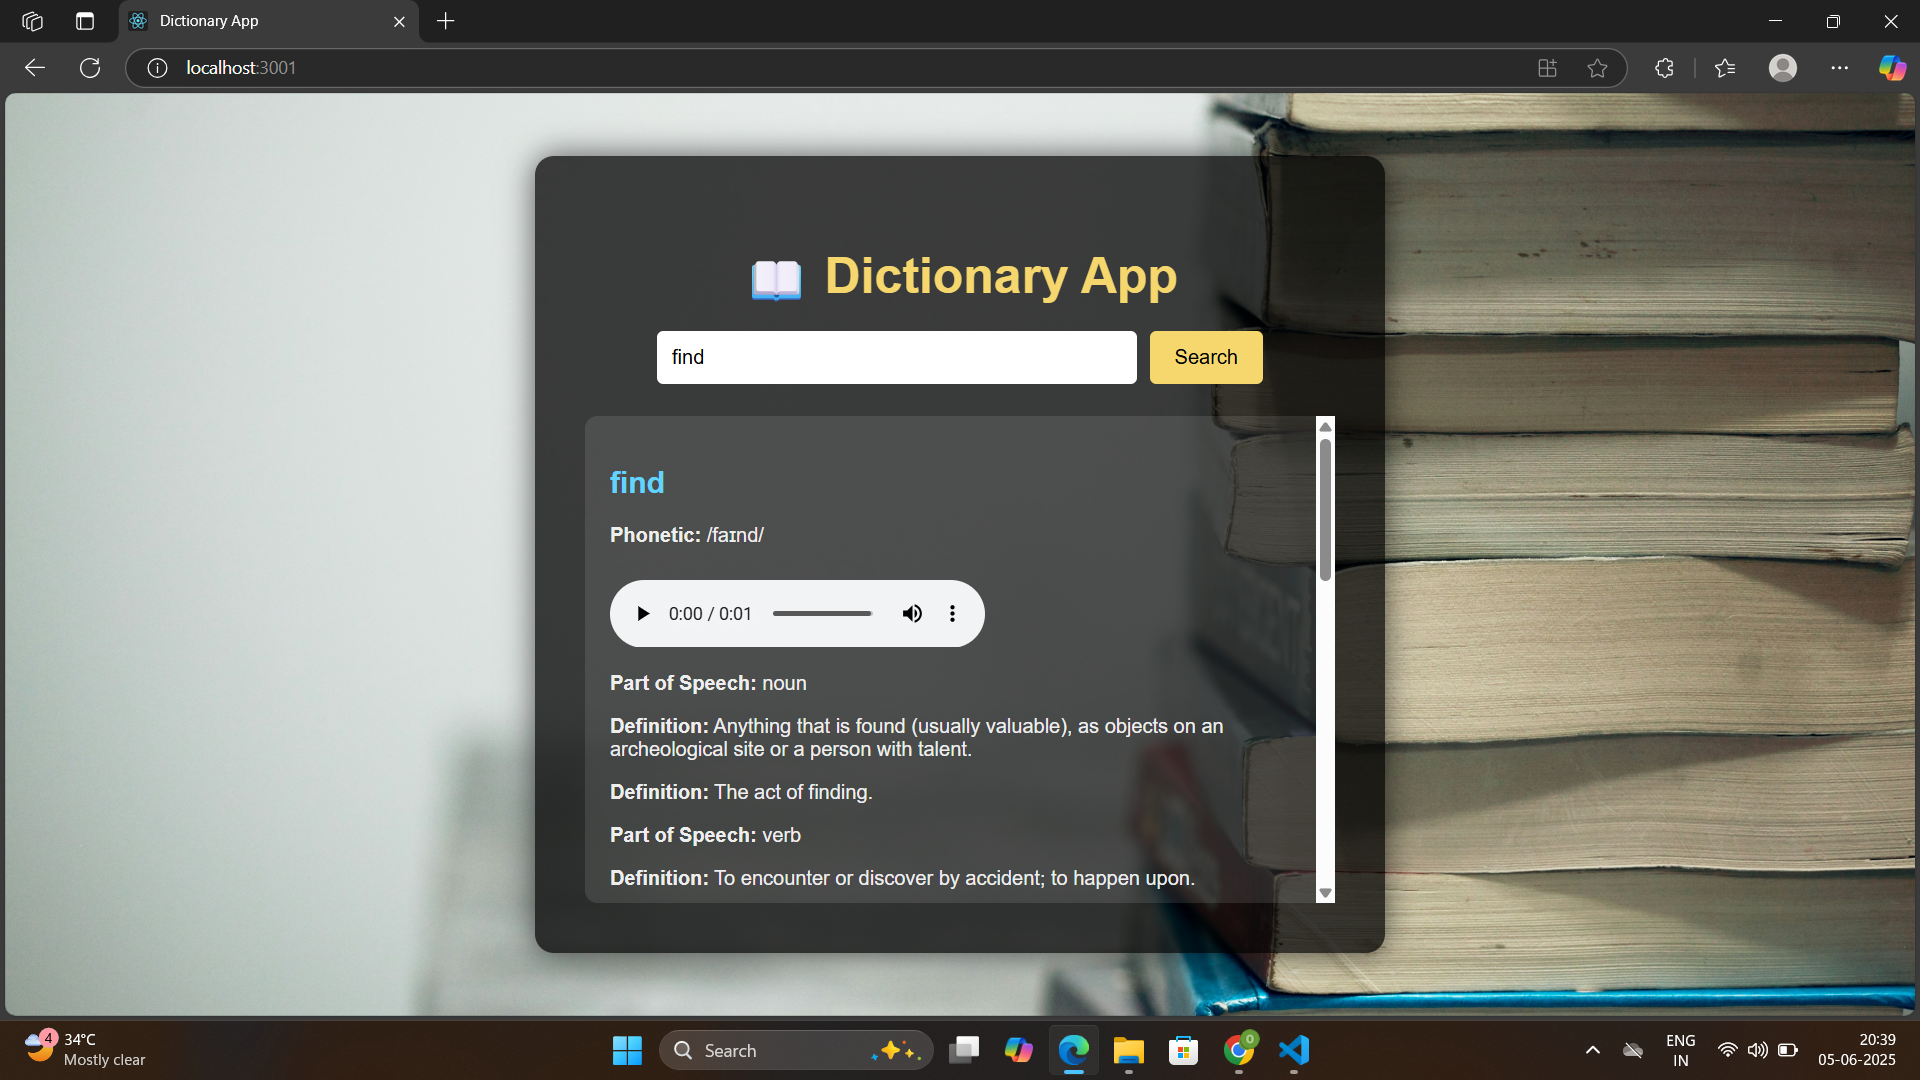 Dictionary App
localhost:3001
Dictionary App
find
Search
find
Phonetic: /faɪnd/
0:00 / 0:01
Part of Speech: noun
Definition: Anything that is found (usually valuable), as objects on an
archeological site or a person with talent.
Definition: The act of finding.
Part of Speech: verb
Definition: To encounter or discover by accident; to happen upon.
4
34°C
Mostly clear
Search
0
ENG
IN
20:39
05-06-2025